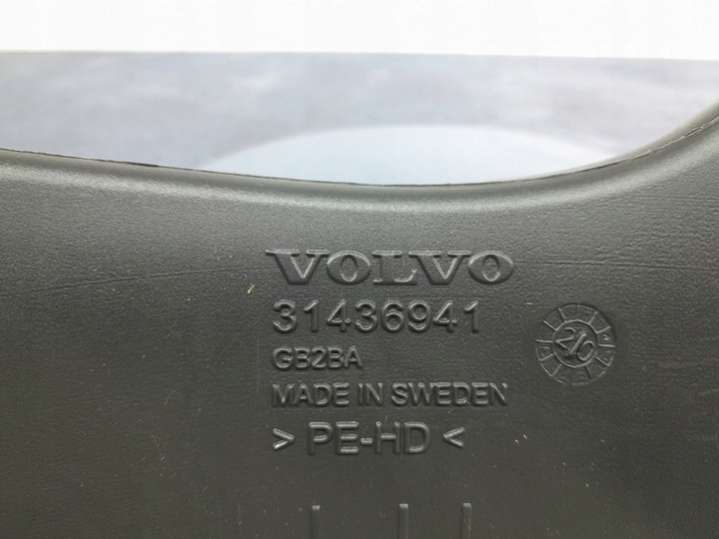 VOLVO
31436941
GB2BA
MADE IN SWEDEN
> PE-HD <